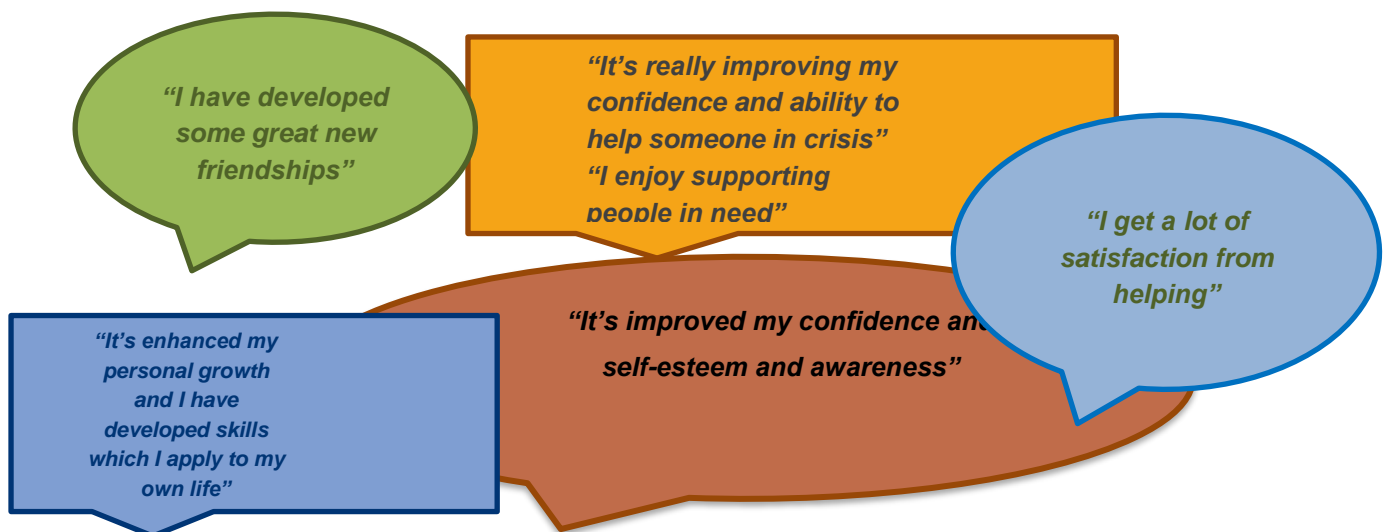 “I have developed
some great new
friendships”
“It’s really improving my
confidence and ability to
help someone in crisis”
“I enjoy supporting
people in need”
“I get a lot of
satisfaction from
helping”
“It’s improved my confidence and
self-esteem and awareness”
“It’s enhanced my
personal growth
and I have
developed skills
which I apply to my
own life”